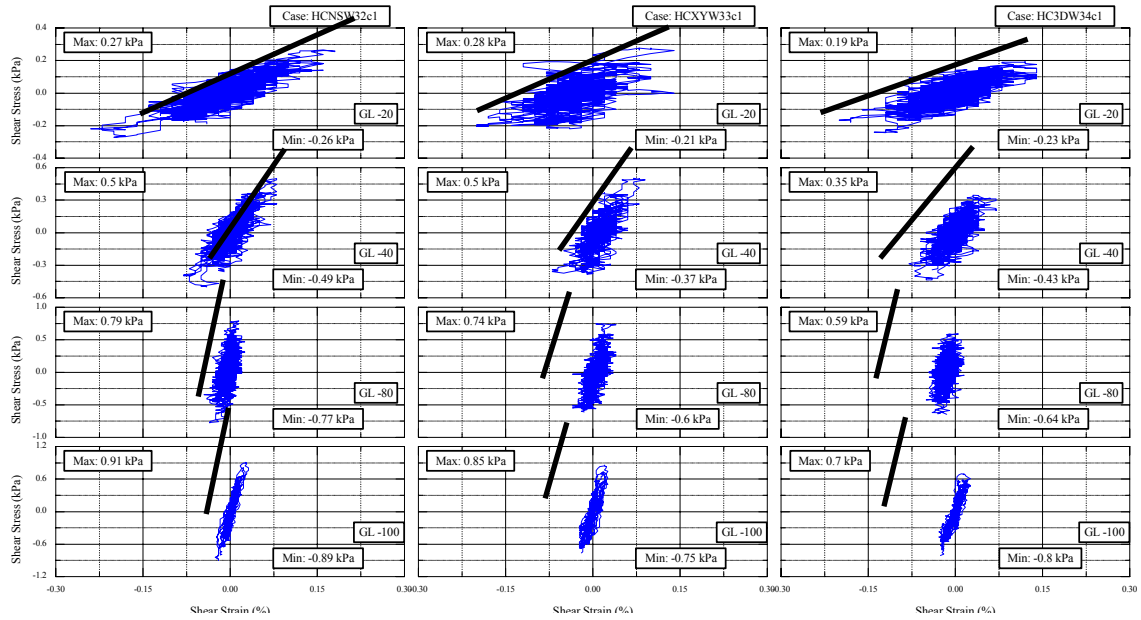 Case: HCNSW32c1
Case: HCXYW33c1
Case: HC3DW34c1
Shear Stress (kPa)
0.4
0.2
0.0
-0.2
0.4
Max: 0.27 kPa
GL -20
Min: -0.26 kPa
Max: 0.28 kPa
GL -20
Min: -0.21 kPa
Max: 0.19 kPa
GL -20
Min: -0.23 kPa
Shear Stress (kPa)
0.6
0.3
0.0
-0.3
-0.6
Max: 0.5 kPa
GL -40
Min: -0.49 kPa
Max: 0.5 kPa
GL -40
Min: -0.37 kPa
Max: 0.35 kPa
GL -40
Min: -0.43 kPa
Shear Stress (kPa)
1.0
0.5
0.0
-0.5
-1.0
Max: 0.79 kPa
GL -80
Min: -0.77 kPa
Max: 0.74 kPa
GL -80
Min: -0.6 kPa
Max: 0.59 kPa
GL -80
Min: -0.64 kPa
Shear Stress (kPa)
1.2
0.6
0.0
-0.6
-1.2
Max: 0.91 kPa
GL -100
Min: -0.89 kPa
Max: 0.85 kPa
GL -100
Min: -0.75 kPa
Max: 0.7 kPa
GL -100
Min: -0.8 kPa
-0.30 -0.15 0.00 0.15 0.30
-0.30 -0.15 0.00 0.15 0.30
-0.30 -0.15 0.00 0.15 0.30
Shear Strain (%)
Shear Strain (%)
Shear Strain (%)